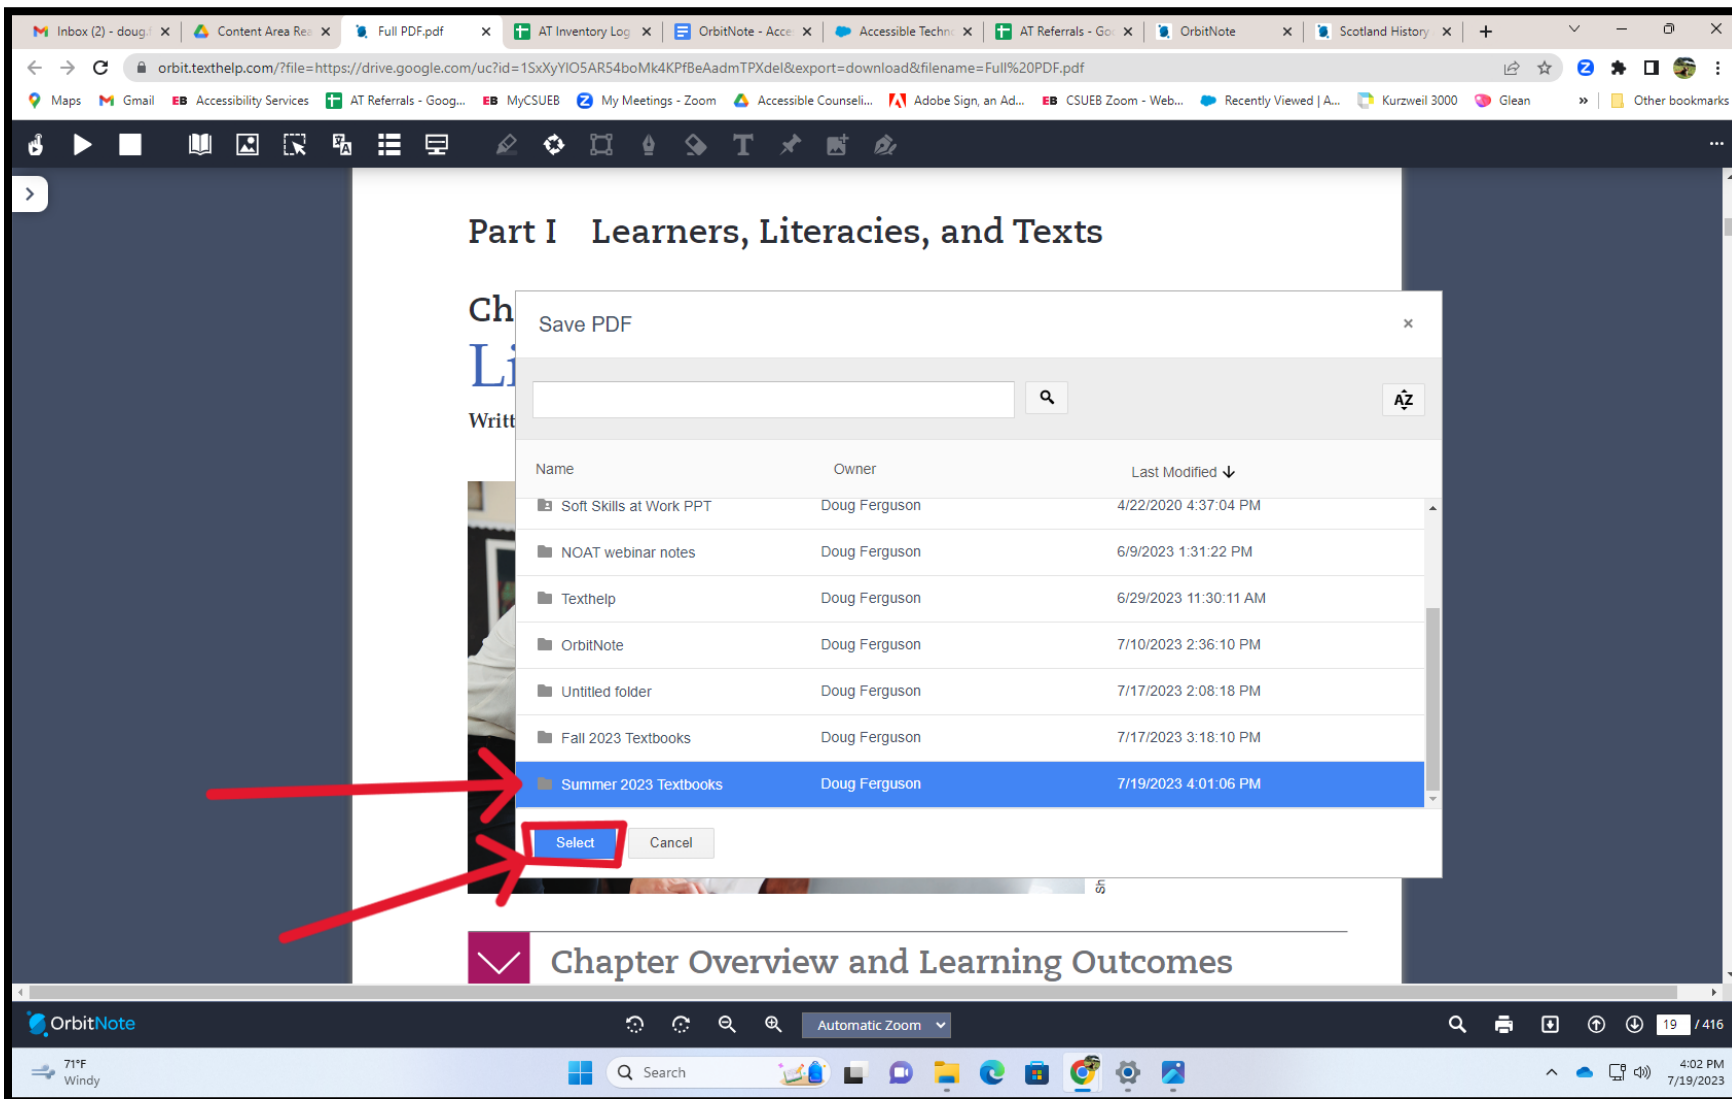 Inbox (2) - doug.f
Content Area Rea
Full PDF.pdf
AT Inventory Log
OrbitNote - Acce
Accessible Techno
AT Referrals - Go
OrbitNote
Scotland History
orbit.texthelp.com/?file=https://drive.google.com/uc?id=1SxXyYIO5AR54boMk4KPfBeAadmTPXdeI&export=download&filename=Full%20PDF.pdf
Maps
Gmail
EB Accessibility Services
AT Referrals - Goog...
EB MyCSUEB
My Meetings - Zoom
Accessible Counseli...
Adobe Sign, an Ad...
EB CSUEB Zoom - Web...
Recently Viewed | A...
Kurzweil 3000
Glean
»
Other bookmarks
Part I Learners, Literacies, and Texts
Ch
Li
Writt
Save PDF
AZ
Name Owner Last Modified
Soft Skills at Work PPT Doug Ferguson 4/22/2020 4:37:04 PM
NOAT webinar notes Doug Ferguson 6/9/2023 1:31:22 PM
Texthelp Doug Ferguson 6/29/2023 11:30:11 AM
OrbitNote Doug Ferguson 7/10/2023 2:36:10 PM
Untitled folder Doug Ferguson 7/17/2023 2:08:18 PM
Fall 2023 Textbooks Doug Ferguson 7/17/2023 3:18:10 PM
Summer 2023 Textbooks Doug Ferguson 7/19/2023 4:01:06 PM
Select Cancel
Sh
Chapter Overview and Learning Outcomes
OrbitNote
Automatic Zoom
19 / 416
71°F
Windy
Search
4:02 PM
7/19/2023